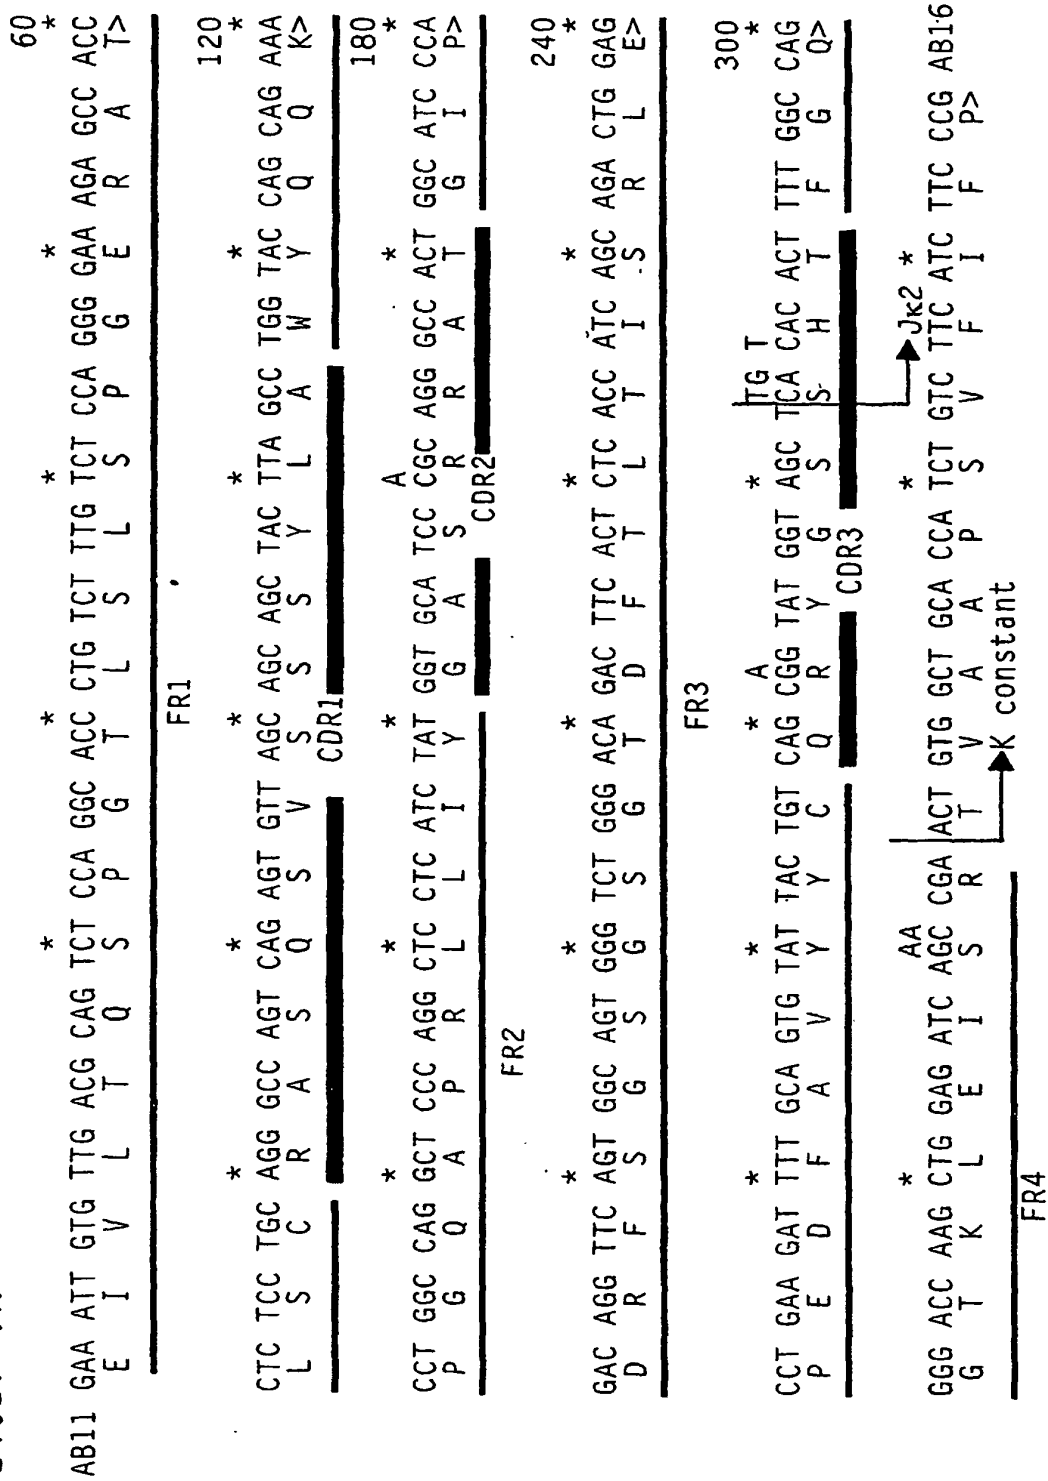 60
* * * * * *
AB11 GAA ATT GTG TTG ACG CAG TCT CCA GGC ACC CTG TCT TTG TCT CCA GGG GAA AGA GCC ACC
E I V L T Q S P G T L S L S P G E R A T>
FR1
120
* * * * * *
CTC TCC TGC AGG GCC AGT CAG AGT GTT AGC AGC AGC TAC TTA GCC TGG TAC CAG CAG AAA
L S C R A S Q S V S S S Y L A W Y Q Q K>
CDR1
180
* * * A * *
CCT GGC CAG GCT CCC AGG CTC CTC ATC TAT GGT GCA TCC CGC AGG GCC ACT GGC ATC CCA
P G Q A P R L L I Y G A S R R A T G I P>
FR2 CDR2
240
* * * * * *
GAC AGG TTC AGT GGC AGT GGG TCT GGG ACA GAC TTC ACT CTC ACC ATC AGC AGA CTG GAG
D R F S G S G S G T D F T L T I S R L E>
FR3
300
* * * A * TG T *
CCT GAA GAT TTT GCA GTG TAT TAC TGT CAG CGG TAT GGT AGC TCA CAC ACT TTT GGC CAG
P E D F A V Y Y C Q R Y G S S H T F G Q>
CDR3
* AA * Jκ2 *
GGG ACC AAG CTG GAG ATC AGC CGA ACT GTG GCT GCA CCA TCT GTC TTC ATC TTC CCG AB16
G T K L E I S R T V A A P S V F I F P>
FR4 K constant